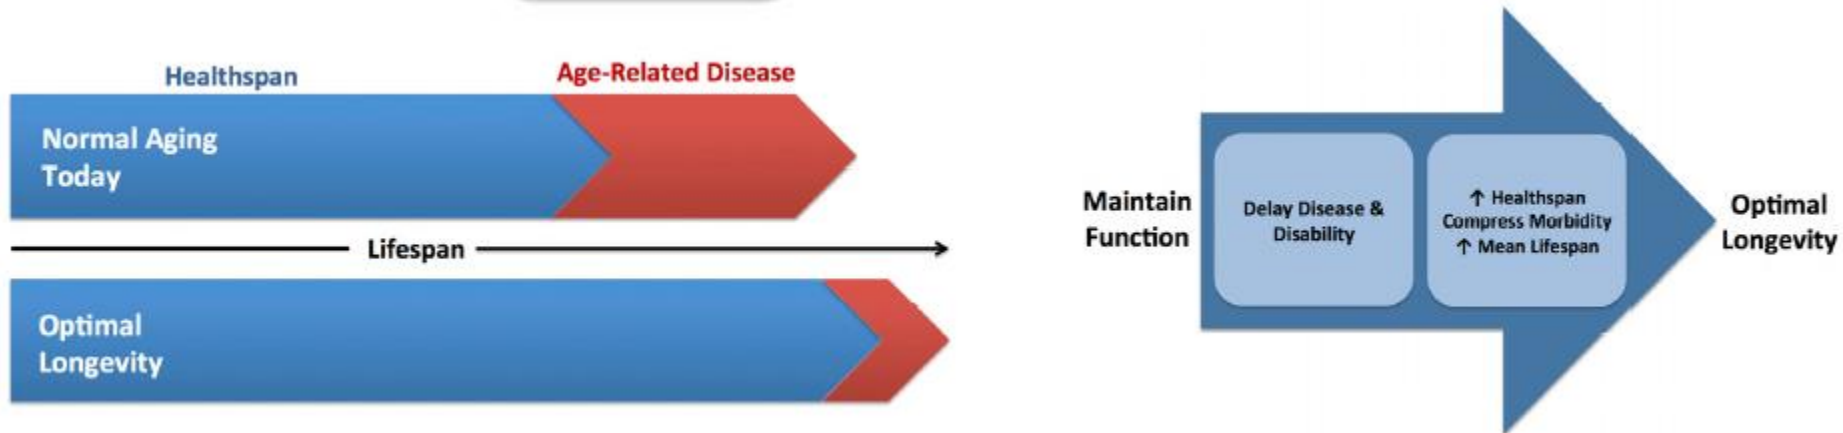 Healthspan
Age-Related Disease
Normal Aging
Today
Lifespan
Optimal
Longevity
Maintain
Function
Delay Disease &
Disability
↑ Healthspan
Compress Morbidity
↑ Mean Lifespan
Optimal
Longevity